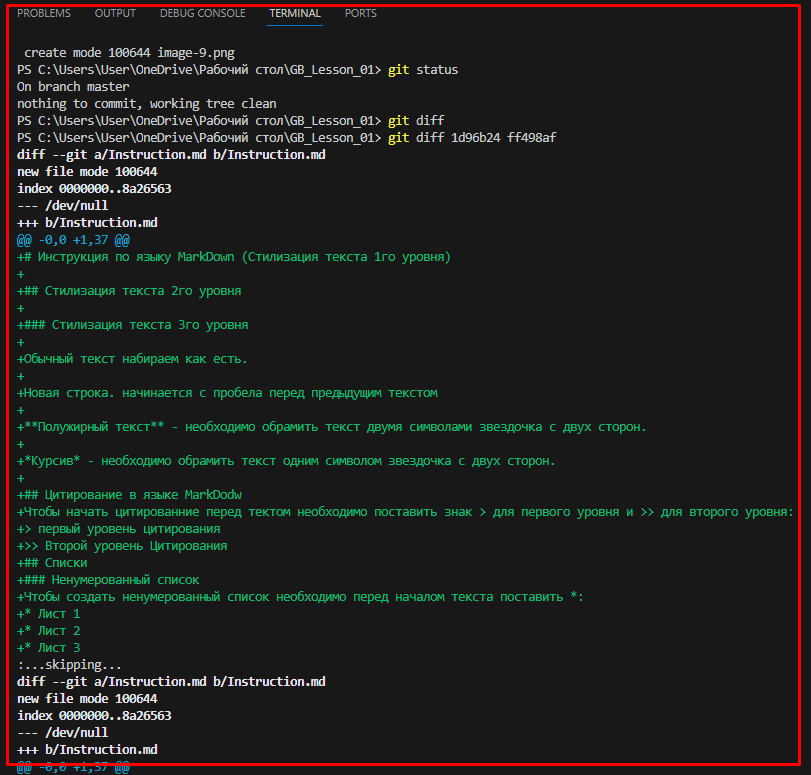 PROBLEMS OUTPUT DEBUG CONSOLE TERMINAL PORTS
create mode 100644 image-9.png
PS C:\Users\User\OneDrive\Рабочий стол\GB_Lesson_01> git status
On branch master
nothing to commit, working tree clean
PS C:\Users\User\OneDrive\Рабочий стол\GB_Lesson_01> git diff
PS C:\Users\User\OneDrive\Рабочий стол\GB_Lesson_01> git diff 1d96b24 ff498af
diff --git a/Instruction.md b/Instruction.md
new file mode 100644
index 0000000..8a26563
--- /dev/null
+++ b/Instruction.md
@@ -0,0 +1,37 @@
+# Инструкция по языку MarkDown (Стилизация текста 1го уровня)
+
+## Стилизация текста 2го уровня
+
+### Стилизация текста 3го уровня
+
+Обычный текст набираем как есть.
+
+Новая строка. начинается с пробела перед предыдущим текстом
+
+**Полужирный текст** - необходимо обрамить текст двумя символами звездочка с двух сторон.
+
+*Курсив* - необходимо обрамить текст одним символом звездочка с двух сторон.
+
+## Цитирование в языке MarkDodw
+Чтобы начать цитированние перед тектом необходимо поставить знак > для первого уровня и >> для второго уровня:
+> первый уровень цитирования
+>> Второй уровень Цитирования
+## Списки
+### Ненумерованный список
+Чтобы создать ненумерованный список необходимо перед началом текста поставить *:
+* Лист 1
+* Лист 2
+* Лист 3
:...skipping...
diff --git a/Instruction.md b/Instruction.md
new file mode 100644
index 0000000..8a26563
--- /dev/null
+++ b/Instruction.md
@@ -0,0 +1,37 @@